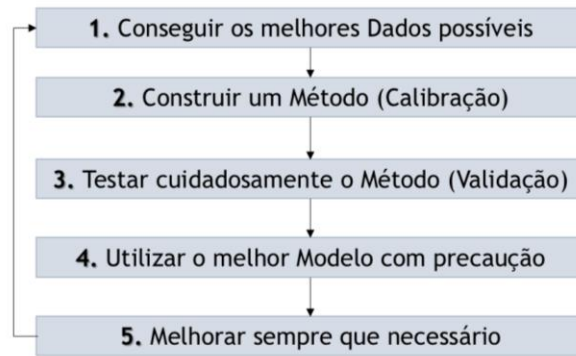 1. Conseguir os melhores Dados possíveis
2. Construir um Método (Calibração)
3. Testar cuidadosamente o Método (Validação)
4. Utilizar o melhor Modelo com precaução
5. Melhorar sempre que necessário